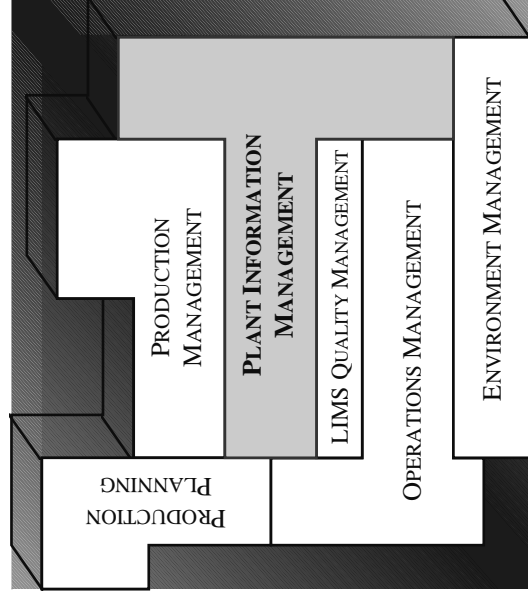 PRODUCTION
PLANNING
PRODUCTION
MANAGEMENT
PLANT INFORMATION
MANAGEMENT
LIMS QUALITY MANAGEMENT
OPERATIONS MANAGEMENT
ENVIRONMENT MANAGEMENT